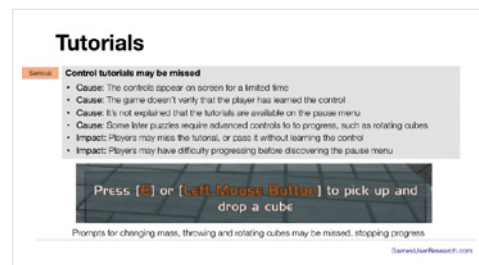 Tutorials
Serious
Control tutorials may be missed
• Cause: The controls appear on screen for a limited time
• Cause: The game doesn't verify that the player has learned the control
• Cause: It's not explained that the tutorials are available on the pause menu
• Cause: Some later puzzles require advanced controls to to progress, such as rotating cubes
• Impact: Players may miss the tutorial, or pass it without learning the control
• Impact: Players may have difficulty progressing before discovering the pause menu
Press [E] or [Left Mouse Button] to pick up and
drop a cube
Prompts for changing mass, throwing and rotating cubes may be missed, stopping progress
GamesUserResearch.com